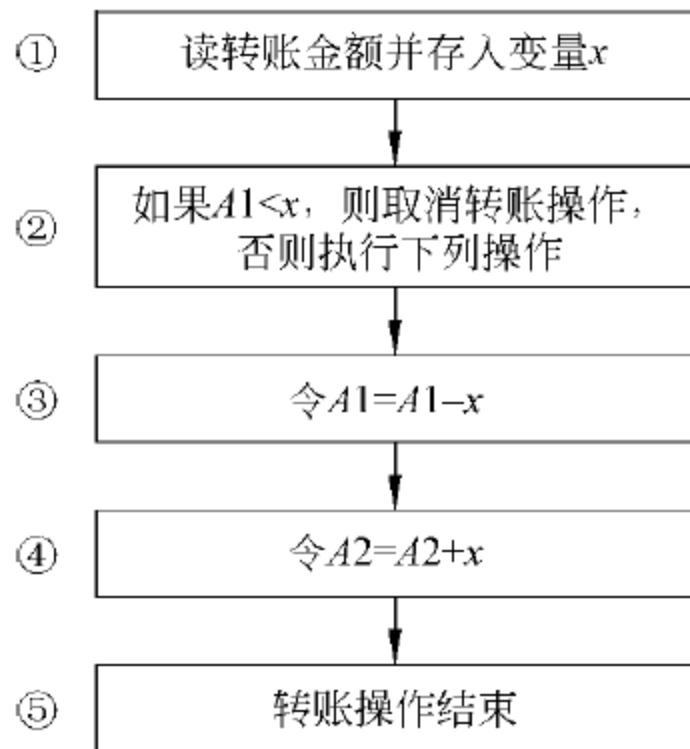 ① 读转账金额并存入变量x
② 如果A1<x，则取消转账操作，
否则执行下列操作
③ 令A1=A1–x
④ 令A2=A2+x
⑤ 转账操作结束